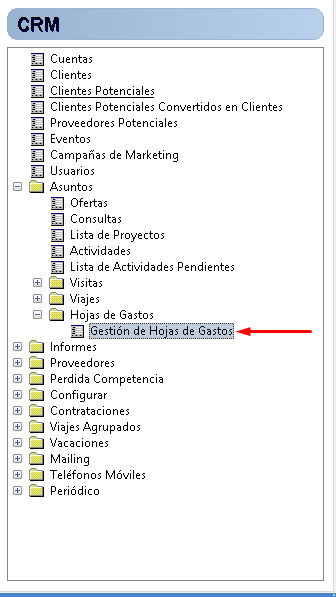 CRM
Cuentas
Clientes
Clientes Potenciales
Clientes Potenciales Convertidos en Clientes
Proveedores Potenciales
Eventos
Campañas de Marketing
Usuarios
Asuntos
Ofertas
Consultas
Lista de Proyectos
Actividades
Lista de Actividades Pendientes
Visitas
Viajes
Hojas de Gastos
Gestión de Hojas de Gastos
Informes
Proveedores
Perdida Competencia
Configurar
Contrataciones
Viajes Agrupados
Vacaciones
Mailing
Teléfonos Móviles
Periódico